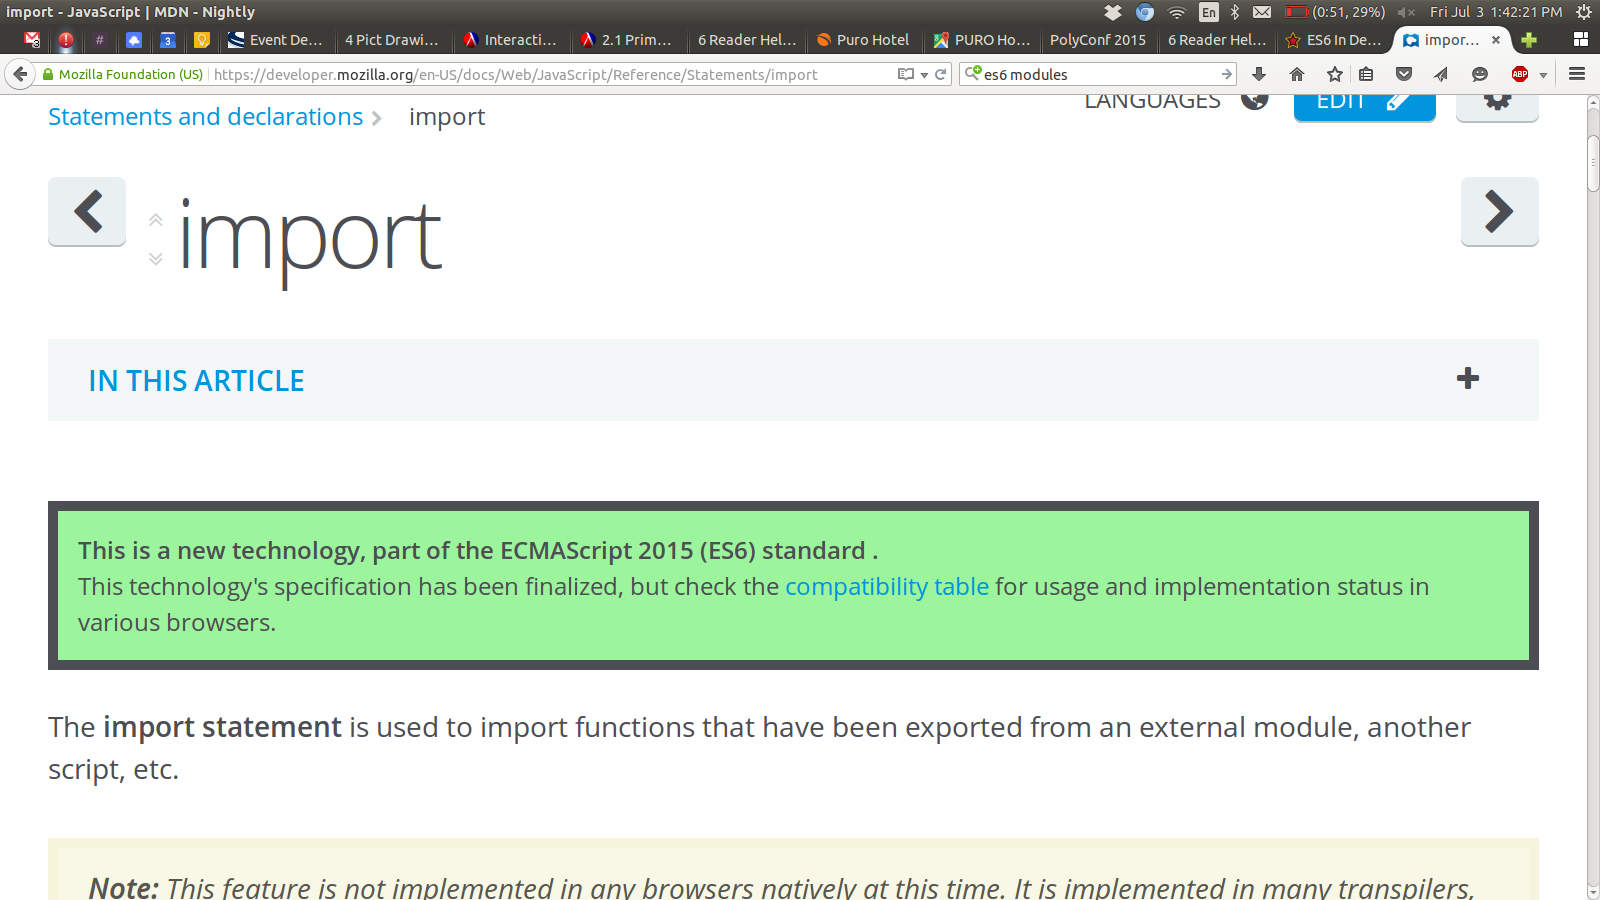 import - JavaScript | MDN - Nightly
En
(0:51, 29%)
Fri Jul 3 1:42:21 PM
3
#
3
Event De...
4 Pict Drawi...
Interacti...
2.1 Prim...
6 Reader Hel...
Puro Hotel
PURO Ho...
PolyConf 2015
6 Reader Hel...
ES6 In De...
impor...
Mozilla Foundation (US)
https://developer.mozilla.org/en-US/docs/Web/JavaScript/Reference/Statements/import
es6 modules
ABP
Statements and declarations
import
LANGUAGES
EDIT
import
IN THIS ARTICLE
This is a new technology, part of the ECMAScript 2015 (ES6) standard .
This technology's specification has been finalized, but check the compatibility table for usage and implementation status in
various browsers.
The import statement is used to import functions that have been exported from an external module, another
script, etc.
Note: This feature is not implemented in any browsers natively at this time. It is implemented in many transpilers,